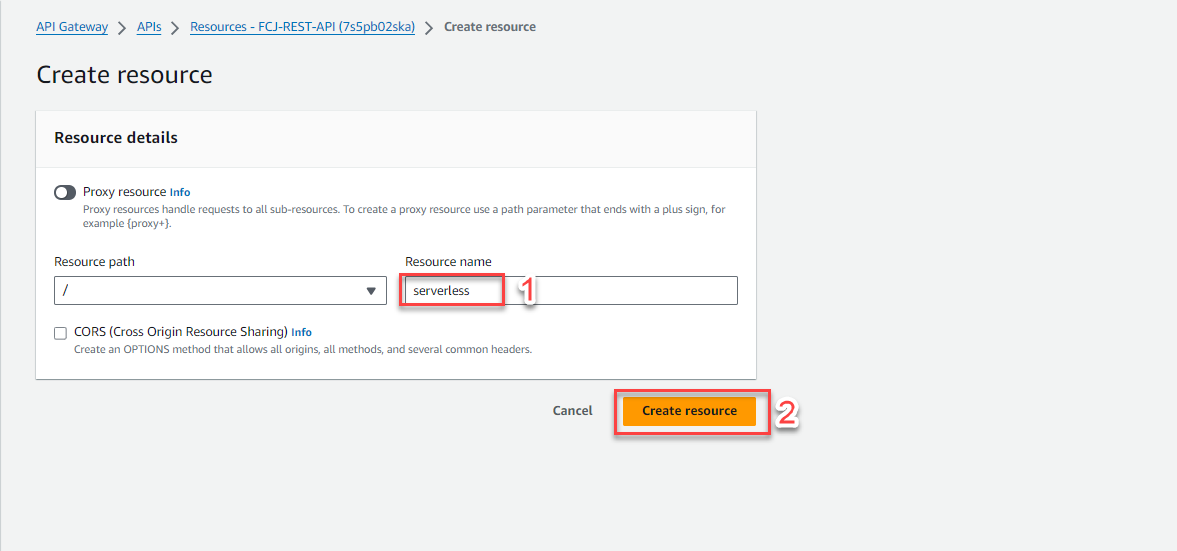 API Gateway > APIs > Resources - FCJ-REST-API (7s5pb02ska) > Create resource
Create resource
Resource details
Proxy resource Info
Proxy resources handle requests to all sub-resources. To create a proxy resource use a path parameter that ends with a plus sign, for
example {proxy+}.
Resource path
Resource name
/
serverless
1
CORS (Cross Origin Resource Sharing) Info
Create an OPTIONS method that allows all origins, all methods, and several common headers.
Cancel
Create resource
2